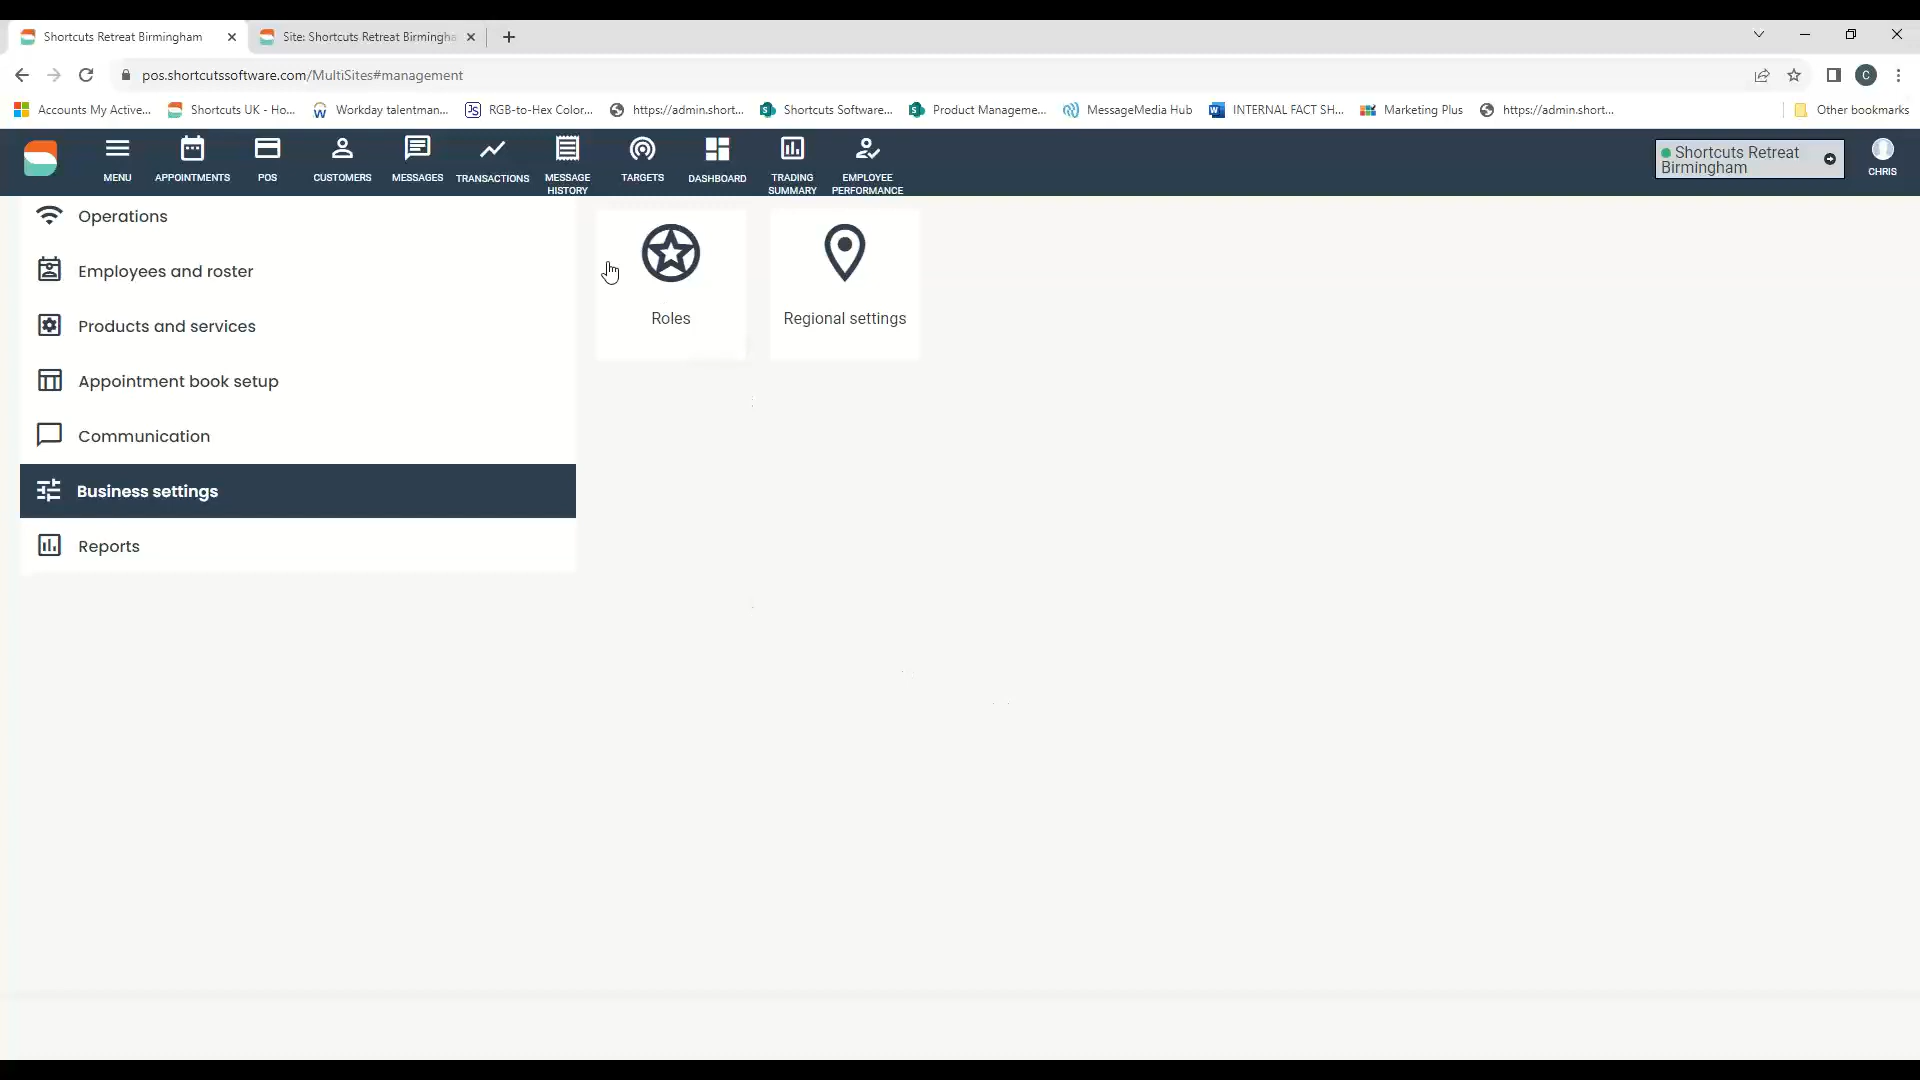 Shortcuts Retreat Birmingham
Site: Shortcuts Retreat Birmingha
pos.shortcutssoftware.com/MultiSites#management
C
Accounts My Active...
Shortcuts UK - Ho...
Workday talentman...
JS RGB-to-Hex Color...
https://admin.short...
Shortcuts Software...
Product Manageme...
MessageMedia Hub
INTERNAL FACT SH...
Marketing Plus
https://admin.short...
Other bookmarks
MENU
APPOINTMENTS
POS
CUSTOMERS
MESSAGES
TRANSACTIONS
MESSAGE
HISTORY
TARGETS
DASHBOARD
TRADING
SUMMARY
EMPLOYEE
PERFORMANCE
Shortcuts Retreat
Birmingham
CHRIS
Operations
Employees and roster
Products and services
Appointment book setup
Communication
Business settings
Reports
Roles
Regional settings